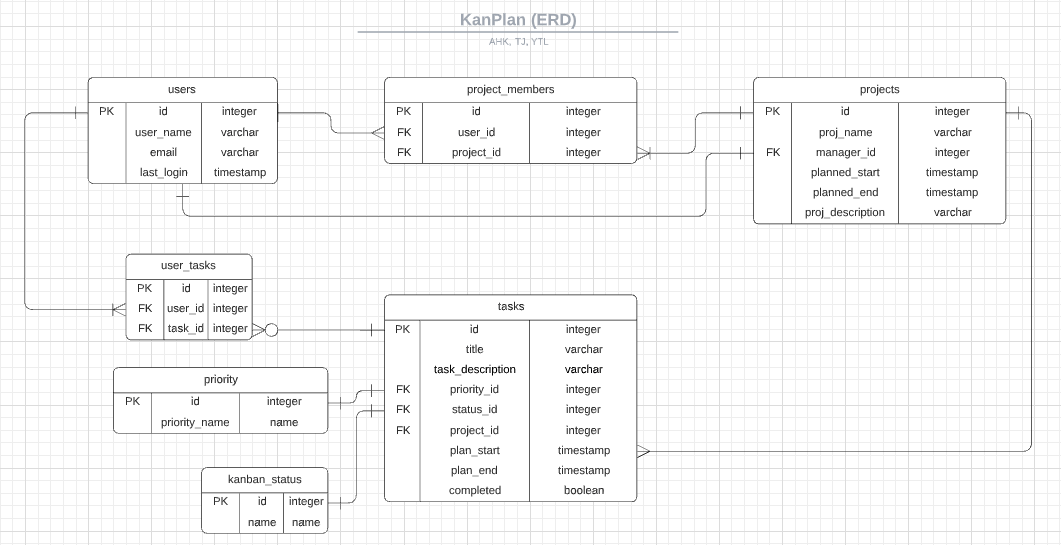 KanPlan (ERD)
AHK, TJ, YTL
users
PK id integer
user_name varchar
email varchar
last_login timestamp
project_members
PK id integer
FK user_id integer
FK project_id integer
projects
PK id integer
proj_name varchar
FK manager_id integer
planned_start timestamp
planned_end timestamp
proj_description varchar
user_tasks
PK id integer
FK user_id integer
FK task_id integer
tasks
PK id integer
title varchar
task_description varchar
FK priority_id integer
FK status_id integer
FK project_id integer
plan_start timestamp
plan_end timestamp
completed boolean
priority
PK id integer
priority_name name
kanban_status
PK id integer
name name